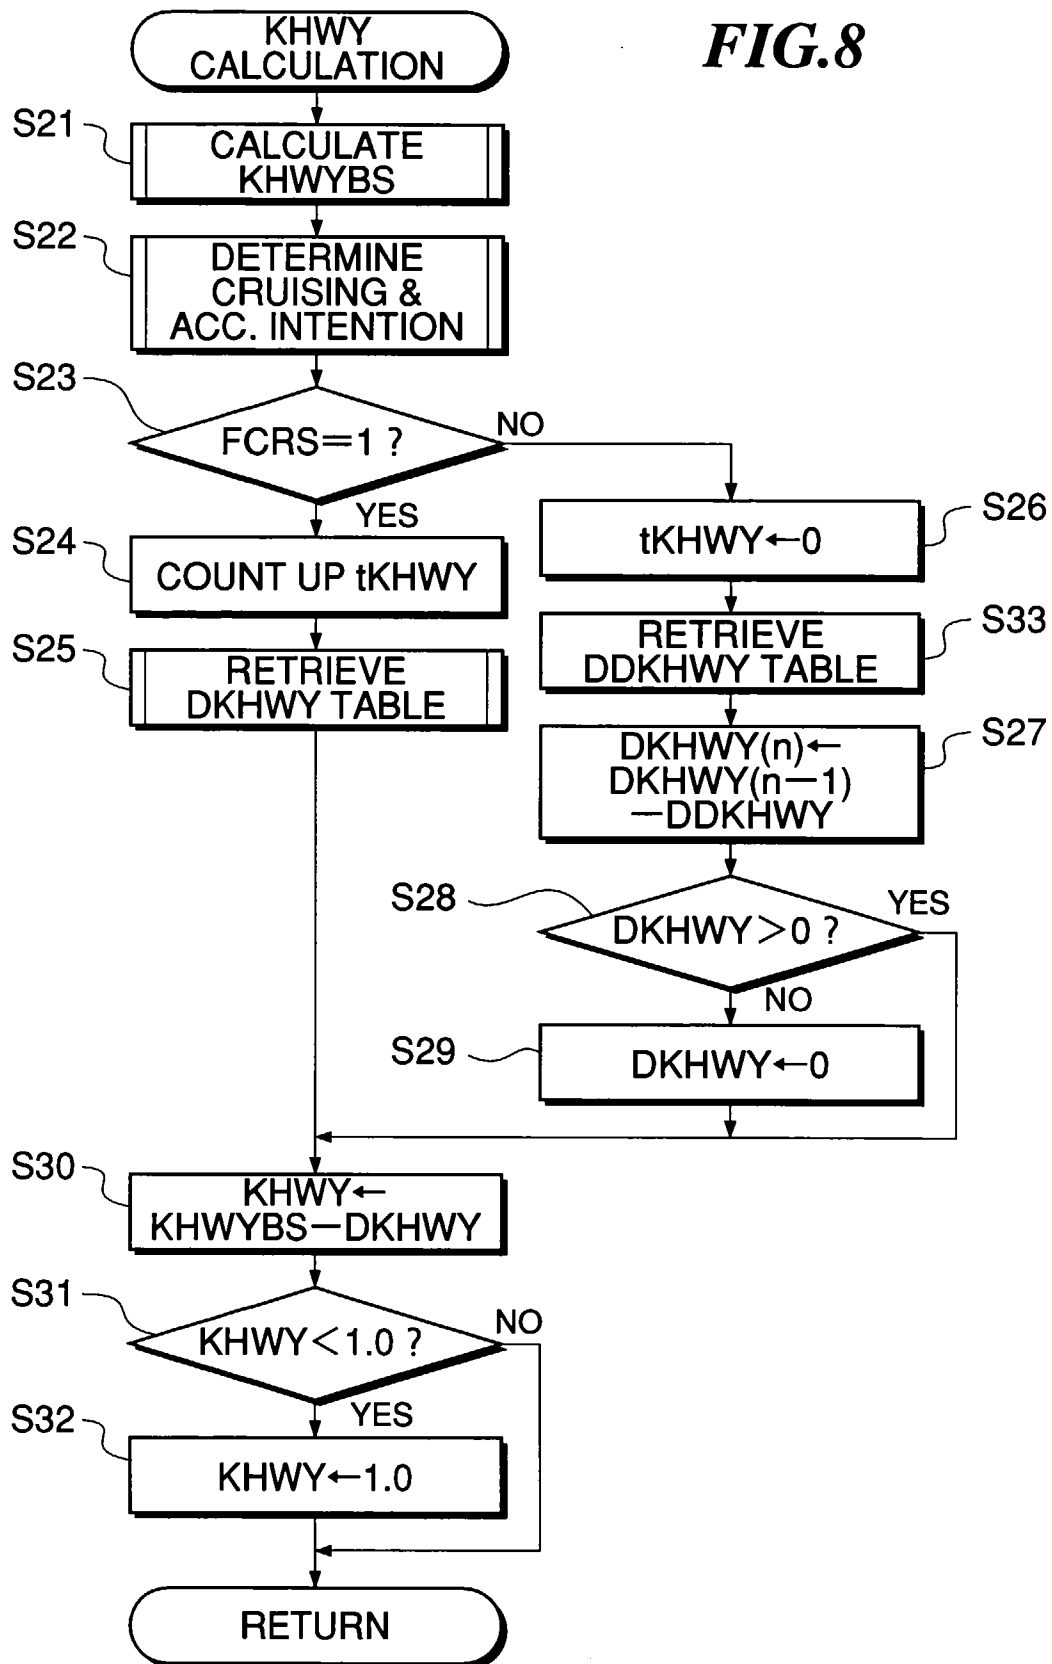 FIG.8
KHWY
CALCULATION
S21
CALCULATE
KHWYBS
S22
DETERMINE
CRUISING &
ACC. INTENTION
S23
FCRS=1 ?
NO
YES
S24
COUNT UP tKHWY
S25
RETRIEVE
DKHWY TABLE
S26
tKHWY←0
S33
RETRIEVE
DDKHWY TABLE
S27
DKHWY(n)←
DKHWY(n−1)
−DDKHWY
S28
DKHWY>0 ?
YES
NO
S29
DKHWY←0
S30
KHWY←
KHWYBS−DKHWY
S31
KHWY<1.0 ?
NO
YES
S32
KHWY←1.0
RETURN